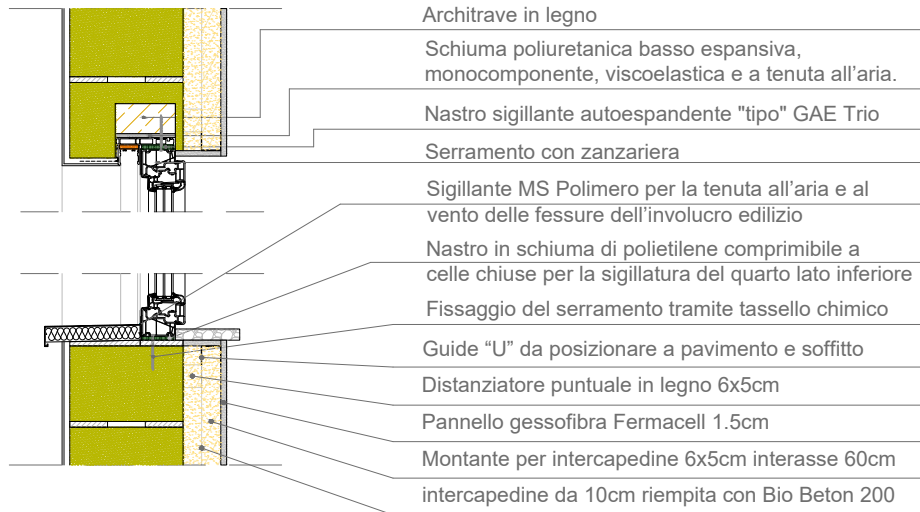 Architrave in legno
Schiuma poliuretanica basso espansiva,
monocomponente, viscoelastica e a tenuta all’aria.
Nastro sigillante autoespandente "tipo" GAE Trio
Serramento con zanzariera
Sigillante MS Polimero per la tenuta all’aria e al
vento delle fessure dell’involucro edilizio
Nastro in schiuma di polietilene comprimibile a
celle chiuse per la sigillatura del quarto lato inferiore
Fissaggio del serramento tramite tassello chimico
Guide “U” da posizionare a pavimento e soffitto
Distanziatore puntuale in legno 6x5cm
Pannello gessofibra Fermacell 1.5cm
Montante per intercapedine 6x5cm interasse 60cm
intercapedine da 10cm riempita con Bio Beton 200